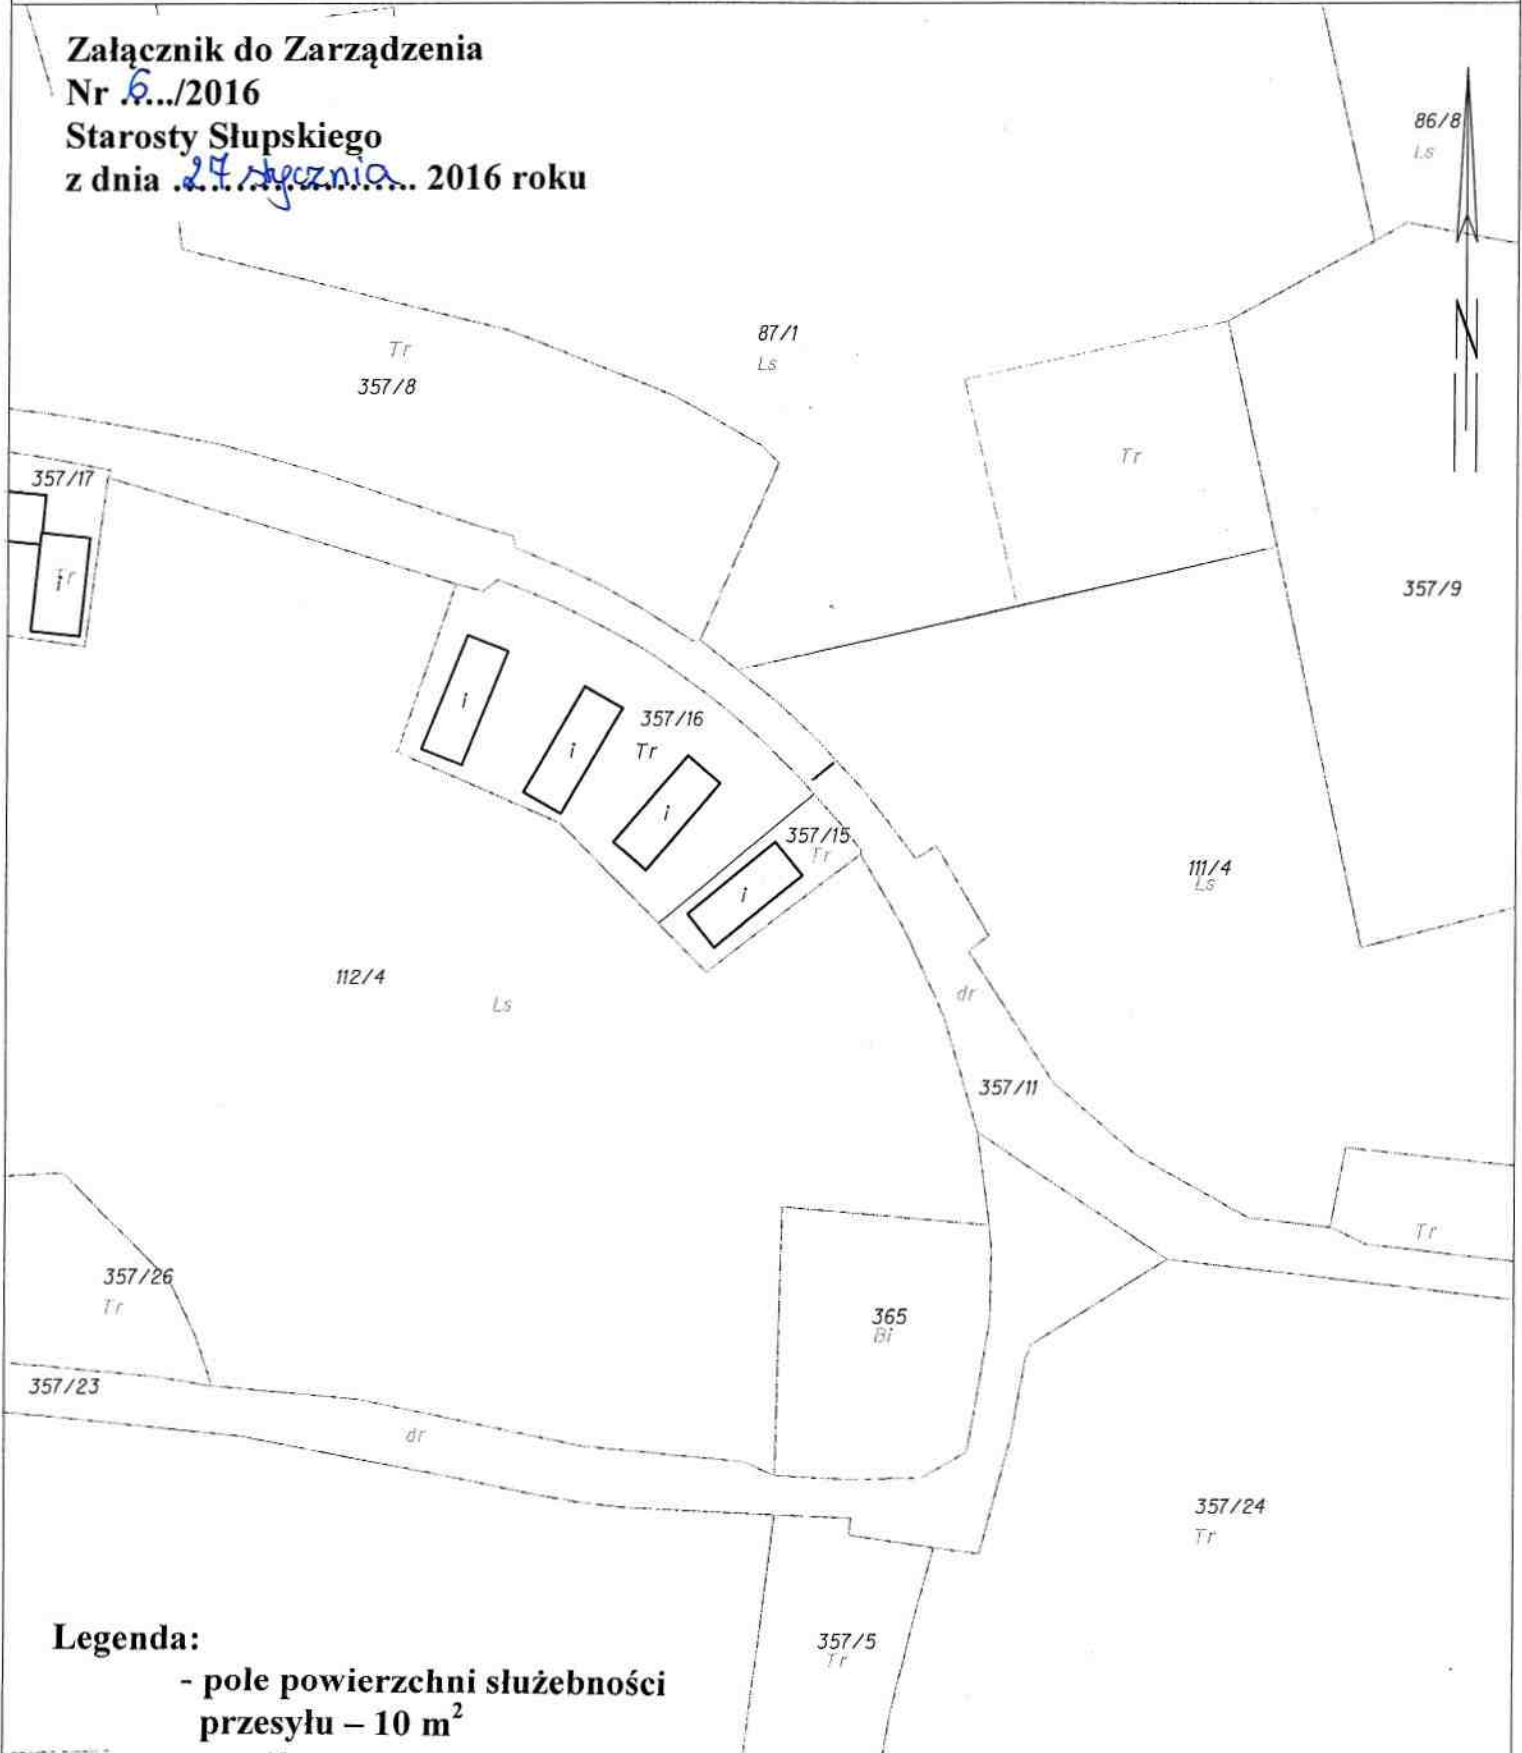 Załącznik do Zarządzenia
Nr .6.../2016
Starosty Słupskiego
z dnia .27 stycznia.. 2016 roku
86/8
Ls
N
87/1
Ls
Tr
357/8
Tr
357/17
Tr
i
357/9
i
357/16
i
Tr
i
357/15
Tr
i
111/4
Ls
112/4
Ls
dr
357/11
Tr
357/26
Tr
365
Bi
357/23
dr
357/24
Tr
357/5
Tr
Legenda:
- pole powierzchni służebności
przesyłu – 10 m²